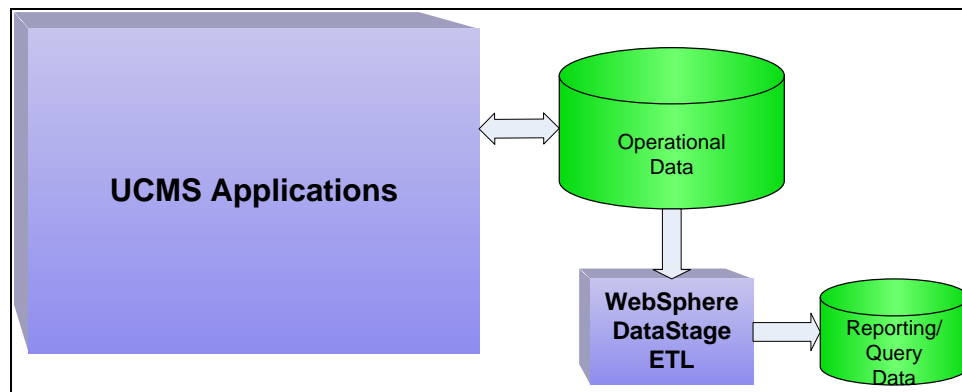 UCMS Applications
Operational
Data
WebSphere
DataStage
ETL
Reporting/
Query
Data